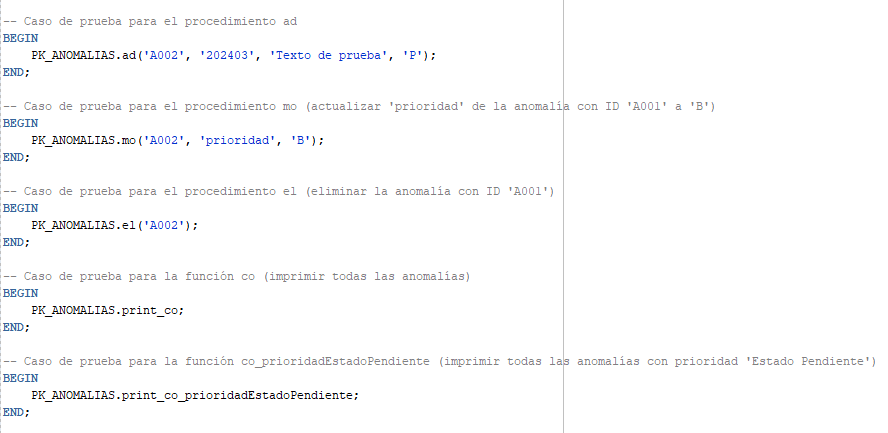 -- Caso de prueba para el procedimiento ad
BEGIN
    PK_ANOMALIAS.ad('A002', '202403', 'Texto de prueba', 'P');
END;
-- Caso de prueba para el procedimiento mo (actualizar 'prioridad' de la anomalía con ID 'A001' a 'B')
BEGIN
    PK_ANOMALIAS.mo('A002', 'prioridad', 'B');
END;
-- Caso de prueba para el procedimiento el (eliminar la anomalía con ID 'A001')
BEGIN
    PK_ANOMALIAS.el('A002');
END;
-- Caso de prueba para la función co (imprimir todas las anomalías)
BEGIN
    PK_ANOMALIAS.print_co;
END;
-- Caso de prueba para la función co_prioridadEstadoPendiente (imprimir todas las anomalías con prioridad 'Estado Pendiente')
BEGIN
    PK_ANOMALIAS.print_co_prioridadEstadoPendiente;
END;